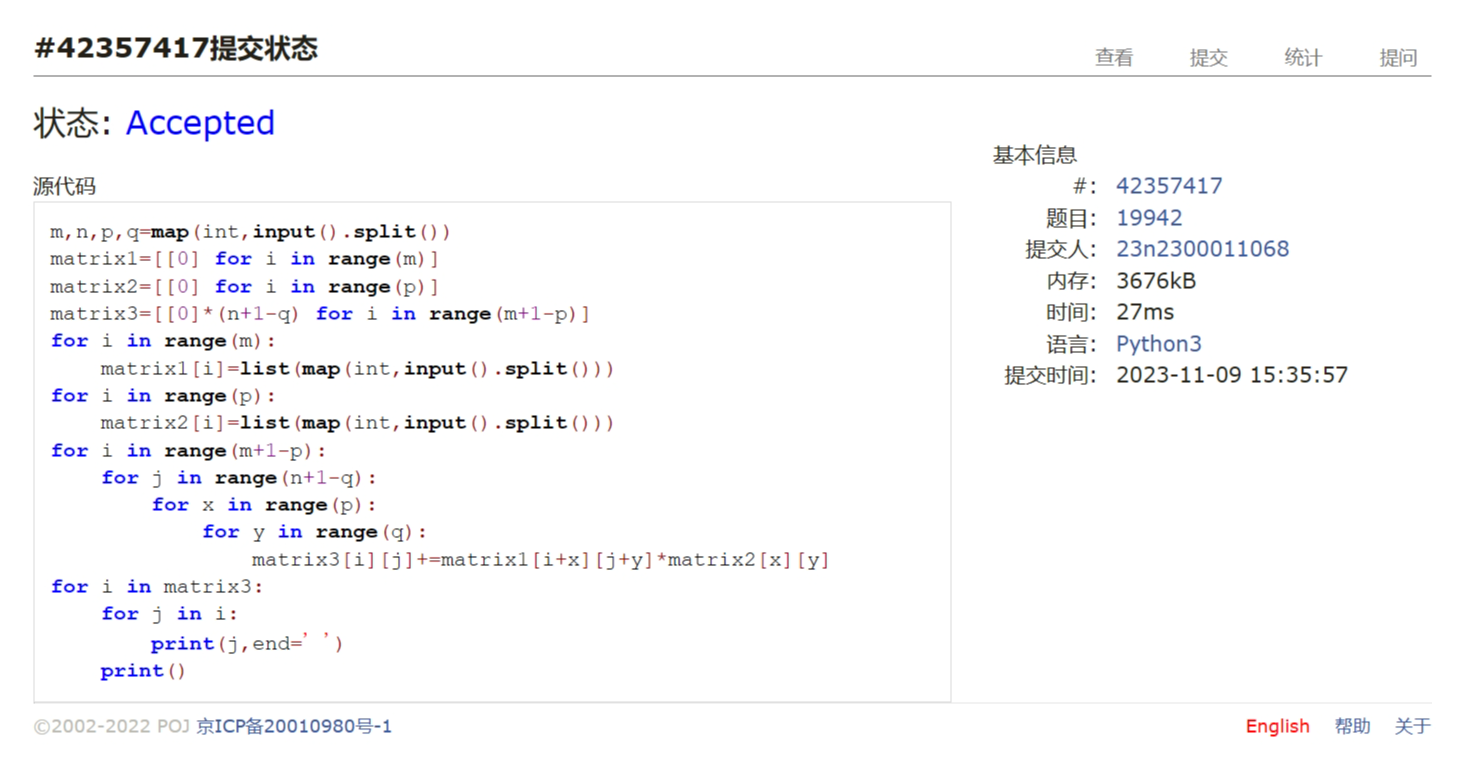 #42357417提交状态
查看 提交 统计 提问
状态: Accepted
源代码
m,n,p,q=map(int,input().split())
matrix1=[[0] for i in range(m)]
matrix2=[[0] for i in range(p)]
matrix3=[[0]*(n+1-q) for i in range(m+1-p)]
for i in range(m):
    matrix1[i]=list(map(int,input().split()))
for i in range(p):
    matrix2[i]=list(map(int,input().split()))
for i in range(m+1-p):
    for j in range(n+1-q):
        for x in range(p):
            for y in range(q):
                matrix3[i][j]+=matrix1[i+x][j+y]*matrix2[x][y]
for i in matrix3:
    for j in i:
        print(j,end=' ')
    print()
基本信息
#: 42357417
题目: 19942
提交人: 23n2300011068
内存: 3676kB
时间: 27ms
语言: Python3
提交时间: 2023-11-09 15:35:57
©2002-2022 POJ 京ICP备20010980号-1
English 帮助 关于